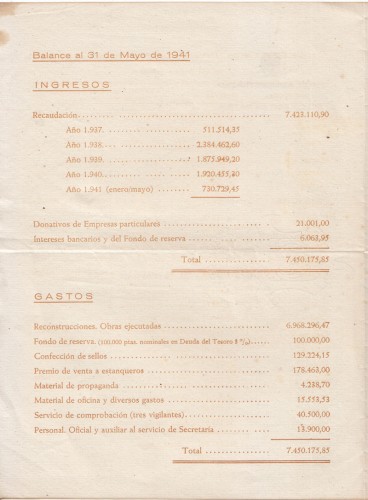 Balance al 31 de Mayo de 1941
INGRESOS
Recaudación 7.423.110,90
Año 1.937 511.514,35
Año 1.938 2.384.462,60
Año 1.939 1.875.949,20
Año 1.940 1.920.455,30
Año 1.941 (enero/mayo) 730.729,45
Donativos de Empresas particulares 21.001,00
Intereses bancarios y del Fondo de reserva 6.063,95
Total 7.450.175,85
GASTOS
Reconstrucciones. Obras ejecutadas 6.968.296,47
Fondo de reserva. (100.000 ptas. nominales en Deuda del Tesoro 3 %) 100.000,00
Confección de sellos 129.224,15
Premio de venta a estanqueros 178.463,00
Material de propaganda 4.238,70
Material de oficina y diversos gastos 15.553,53
Servicio de comprobación (tres vigilantes) 40.500,00
Personal. Oficial y auxiliar al servicio de Secretaría 13.900,00
Total 7.450.175,85